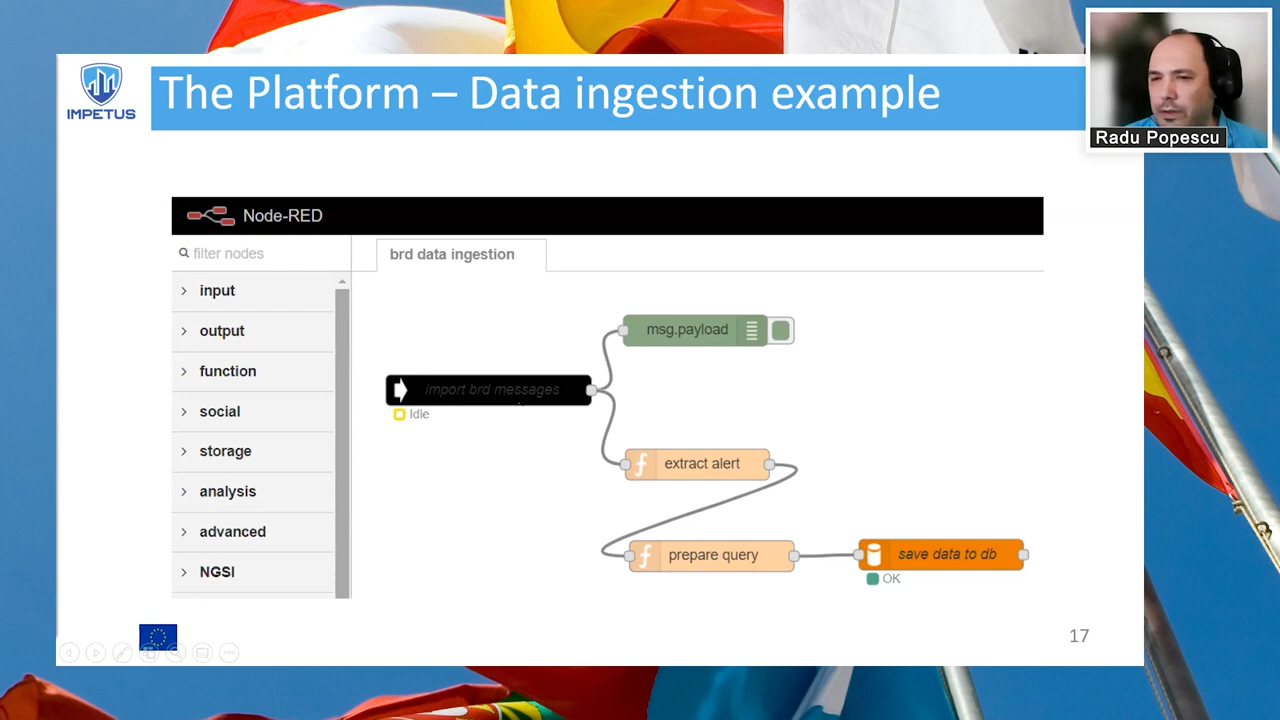 The Platform – Data ingestion example
IMPETUS
Radu Popescu
Node-RED
filter nodes
brd data ingestion
input
output
function
social
storage
analysis
advanced
NGSI
msg.payload
import brd messages
Idle
extract alert
prepare query
save data to db
OK
17